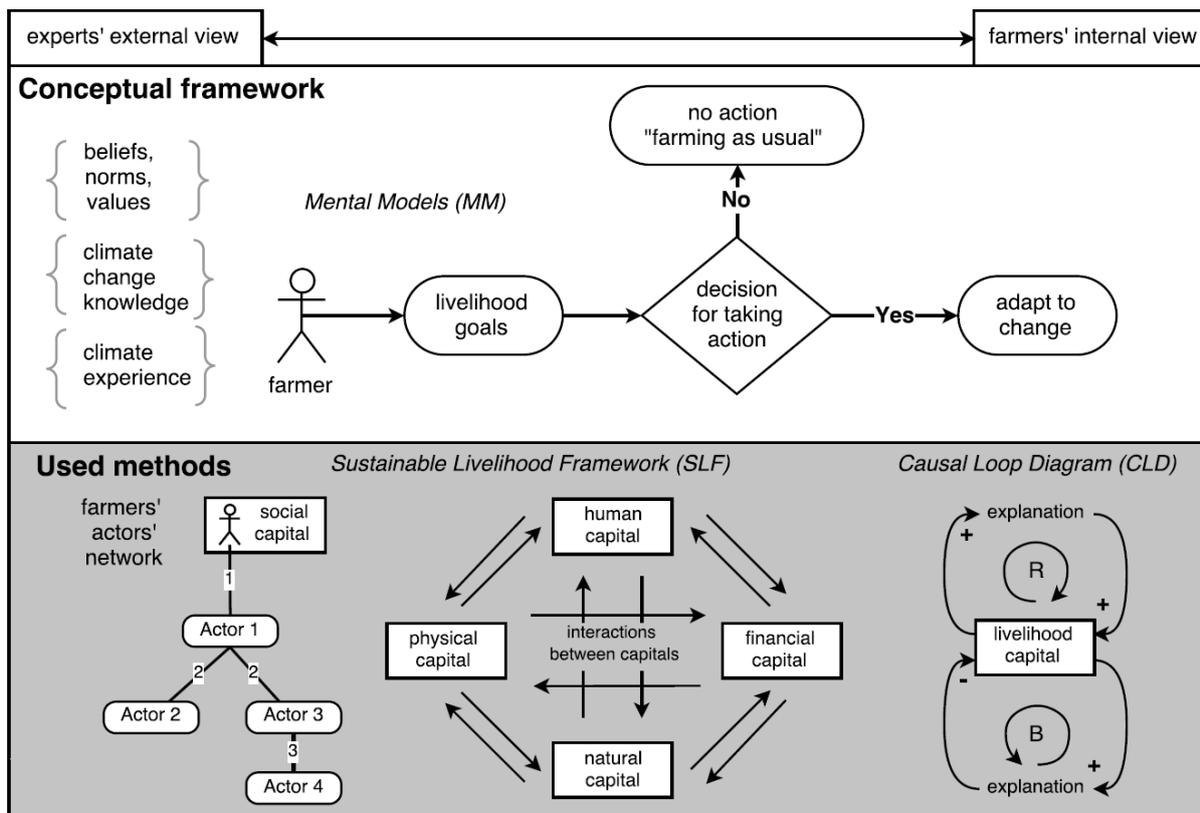 experts' external view
farmers' internal view
Conceptual framework
beliefs,
norms,
values
climate
change
knowledge
climate
experience
Mental Models (MM)
farmer
livelihood
goals
decision
for taking
action
No
no action
"farming as usual"
Yes
adapt to
change
Used methods
farmers'
actors'
network
social
capital
1
Actor 1
2
2
Actor 2
Actor 3
3
Actor 4
Sustainable Livelihood Framework (SLF)
human
capital
physical
capital
interactions
between capitals
financial
capital
natural
capital
Causal Loop Diagram (CLD)
explanation
+
R
+
livelihood
capital
-
B
+
explanation